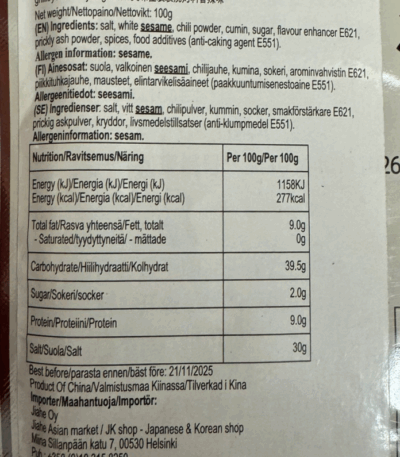 Net weight/Nettopaino/Nettovikt: 100g
(EN) Ingredients: salt, white sesame, chili powder, cumin, sugar, flavour enhancer E621,
prickly ash powder, spices, food additives (anti-caking agent E551).
Allergen information: sesame.
(FI) Ainesosat: suola, valkoinen seesami, chilijauhe, kumina, sokeri, arominvahvistin E621,
piikkituhkajauhe, mausteet, elintarvikelisäaineet (paakkuuntumisenestoaine E551).
Allergeenitiedot: seesami.
(SE) Ingredienser: salt, vitt sesam, chilipulver, kummin, socker, smakförstärkare E621,
prickig askpulver, kryddor, livsmedelstillsatser (anti-klumpmedel E551).
Allergeninformation: sesam.
Nutrition/Ravitsemus/Näring Per 100g/Per 100g
Energy (kJ)/Energia (kJ)/Energi (kJ) 1158KJ
Energy (kcal)/Energia (kcal)/Energi (kcal) 277kcal
Total fat/Rasva yhteensä/Fett, totalt 9.0g
- Saturated/tyydyttyneitä/ - mättade 0g
Carbohydrate/Hiilihydraatti/Kolhydrat 39.5g
Sugar/Sokeri/socker 2.0g
Protein/Proteiini/Protein 9.0g
Salt/Suola/Salt 30g
Best before/parasta ennen/bäst före: 21/11/2025
Product Of China/Valmistusmaa Kiinassa/Tillverkad i Kina
Importer/Maahantuoja/Importör:
Jiahe Oy
Jiahe Asian market / JK shop - Japanese & Korean shop
Miina Sillanpään katu 7, 00530 Helsinki
26